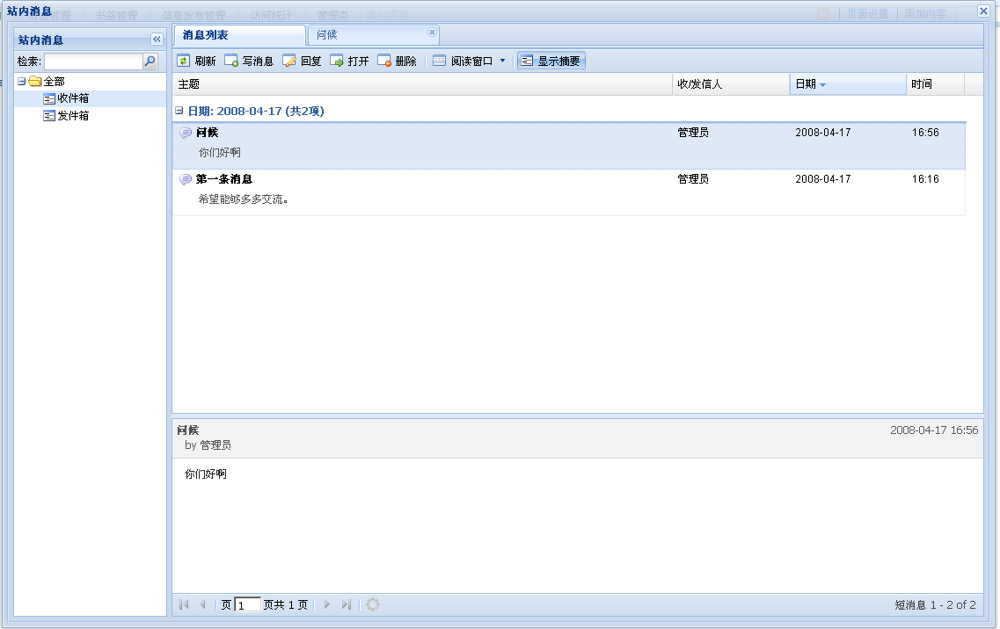 站内消息
书签管理 信息发布管理 访问统计 管理类 添加页面 | 页面设置 | 添加内容
站内消息
检索:
全部
收件箱
发件箱
消息列表 问候
刷新 写消息 回复 打开 删除 阅读窗口 显示摘要
主题 收/发信人 日期 时间
日期: 2008-04-17 (共2项)
问候 管理员 2008-04-17 16:56
你们好啊
第一条消息 管理员 2008-04-17 16:16
希望能够多多交流。
问候 2008-04-17 16:56
by 管理员
你们好啊
页 1 页共 1 页 短消息 1 - 2 of 2